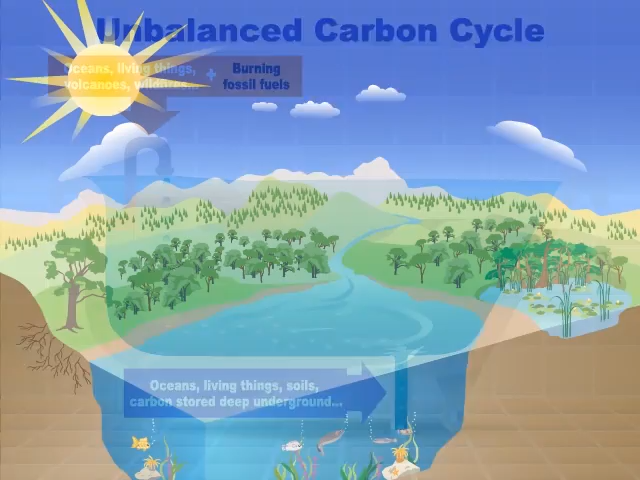 Unbalanced Carbon Cycle
Oceans, living things,
volcanoes, wildfires...
+
Burning
fossil fuels
Oceans, living things, soils,
carbon stored deep underground...